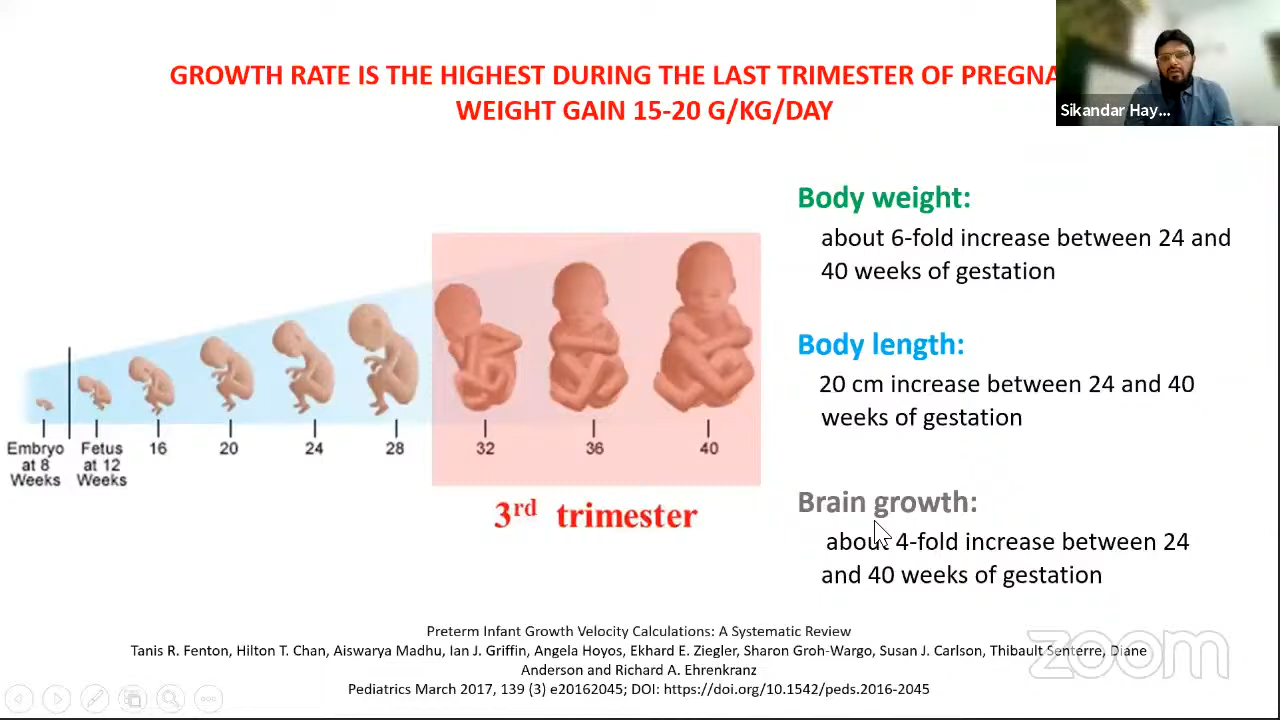 GROWTH RATE IS THE HIGHEST DURING THE LAST TRIMESTER OF
WEIGHT GAIN 15-20 G/KG/DAY
Sikandar Hay...
Body weight:
about 6-fold increase between 24 and
40 weeks of gestation
Body length:
20 cm increase between 24 and 40
weeks of gestation
Brain growth:
about 4-fold increase between 24
and 40 weeks of gestation
Embryo at 8 Weeks
Fetus at 12 Weeks
16
20
24
28
32
36
40
3rd trimester
Preterm Infant Growth Velocity Calculations: A Systematic Review
Tanis R. Fenton, Hilton T. Chan, Aiswarya Madhu, Ian J. Griffin, Angela Hoyos, Ekhard E. Ziegler, Sharon Groh-Wargo, Susan J. Carlson, Thibault Senterre, Diane
Anderson and Richard A. Ehrenkranz
Pediatrics March 2017, 139 (3) e20162045; DOI: https://doi.org/10.1542/peds.2016-2045
zoom